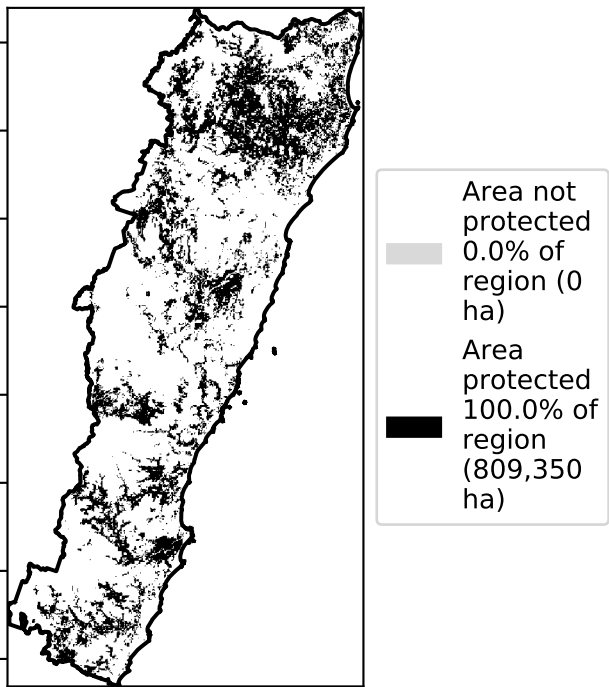 Area not
protected
0.0% of
region (0
ha)
Area
protected
100.0% of
region
(809,350
ha)